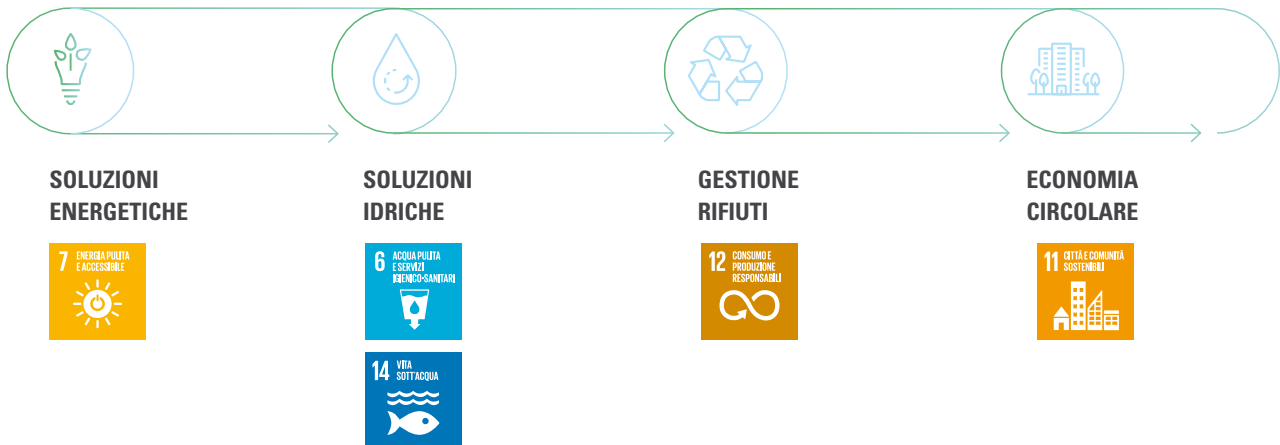 SOLUZIONI
ENERGETICHE
7 ENERGIA PULITA
E ACCESSIBILE
SOLUZIONI
IDRICHE
6 ACQUA PULITA
E SERVIZI
IGIENICO-SANITARI
14 VITA
SOTT'ACQUA
GESTIONE
RIFIUTI
12 CONSUMO E
PRODUZIONE
RESPONSABILI
ECONOMIA
CIRCOLARE
11 CITTÀ E COMUNITÀ
SOSTENIBILI